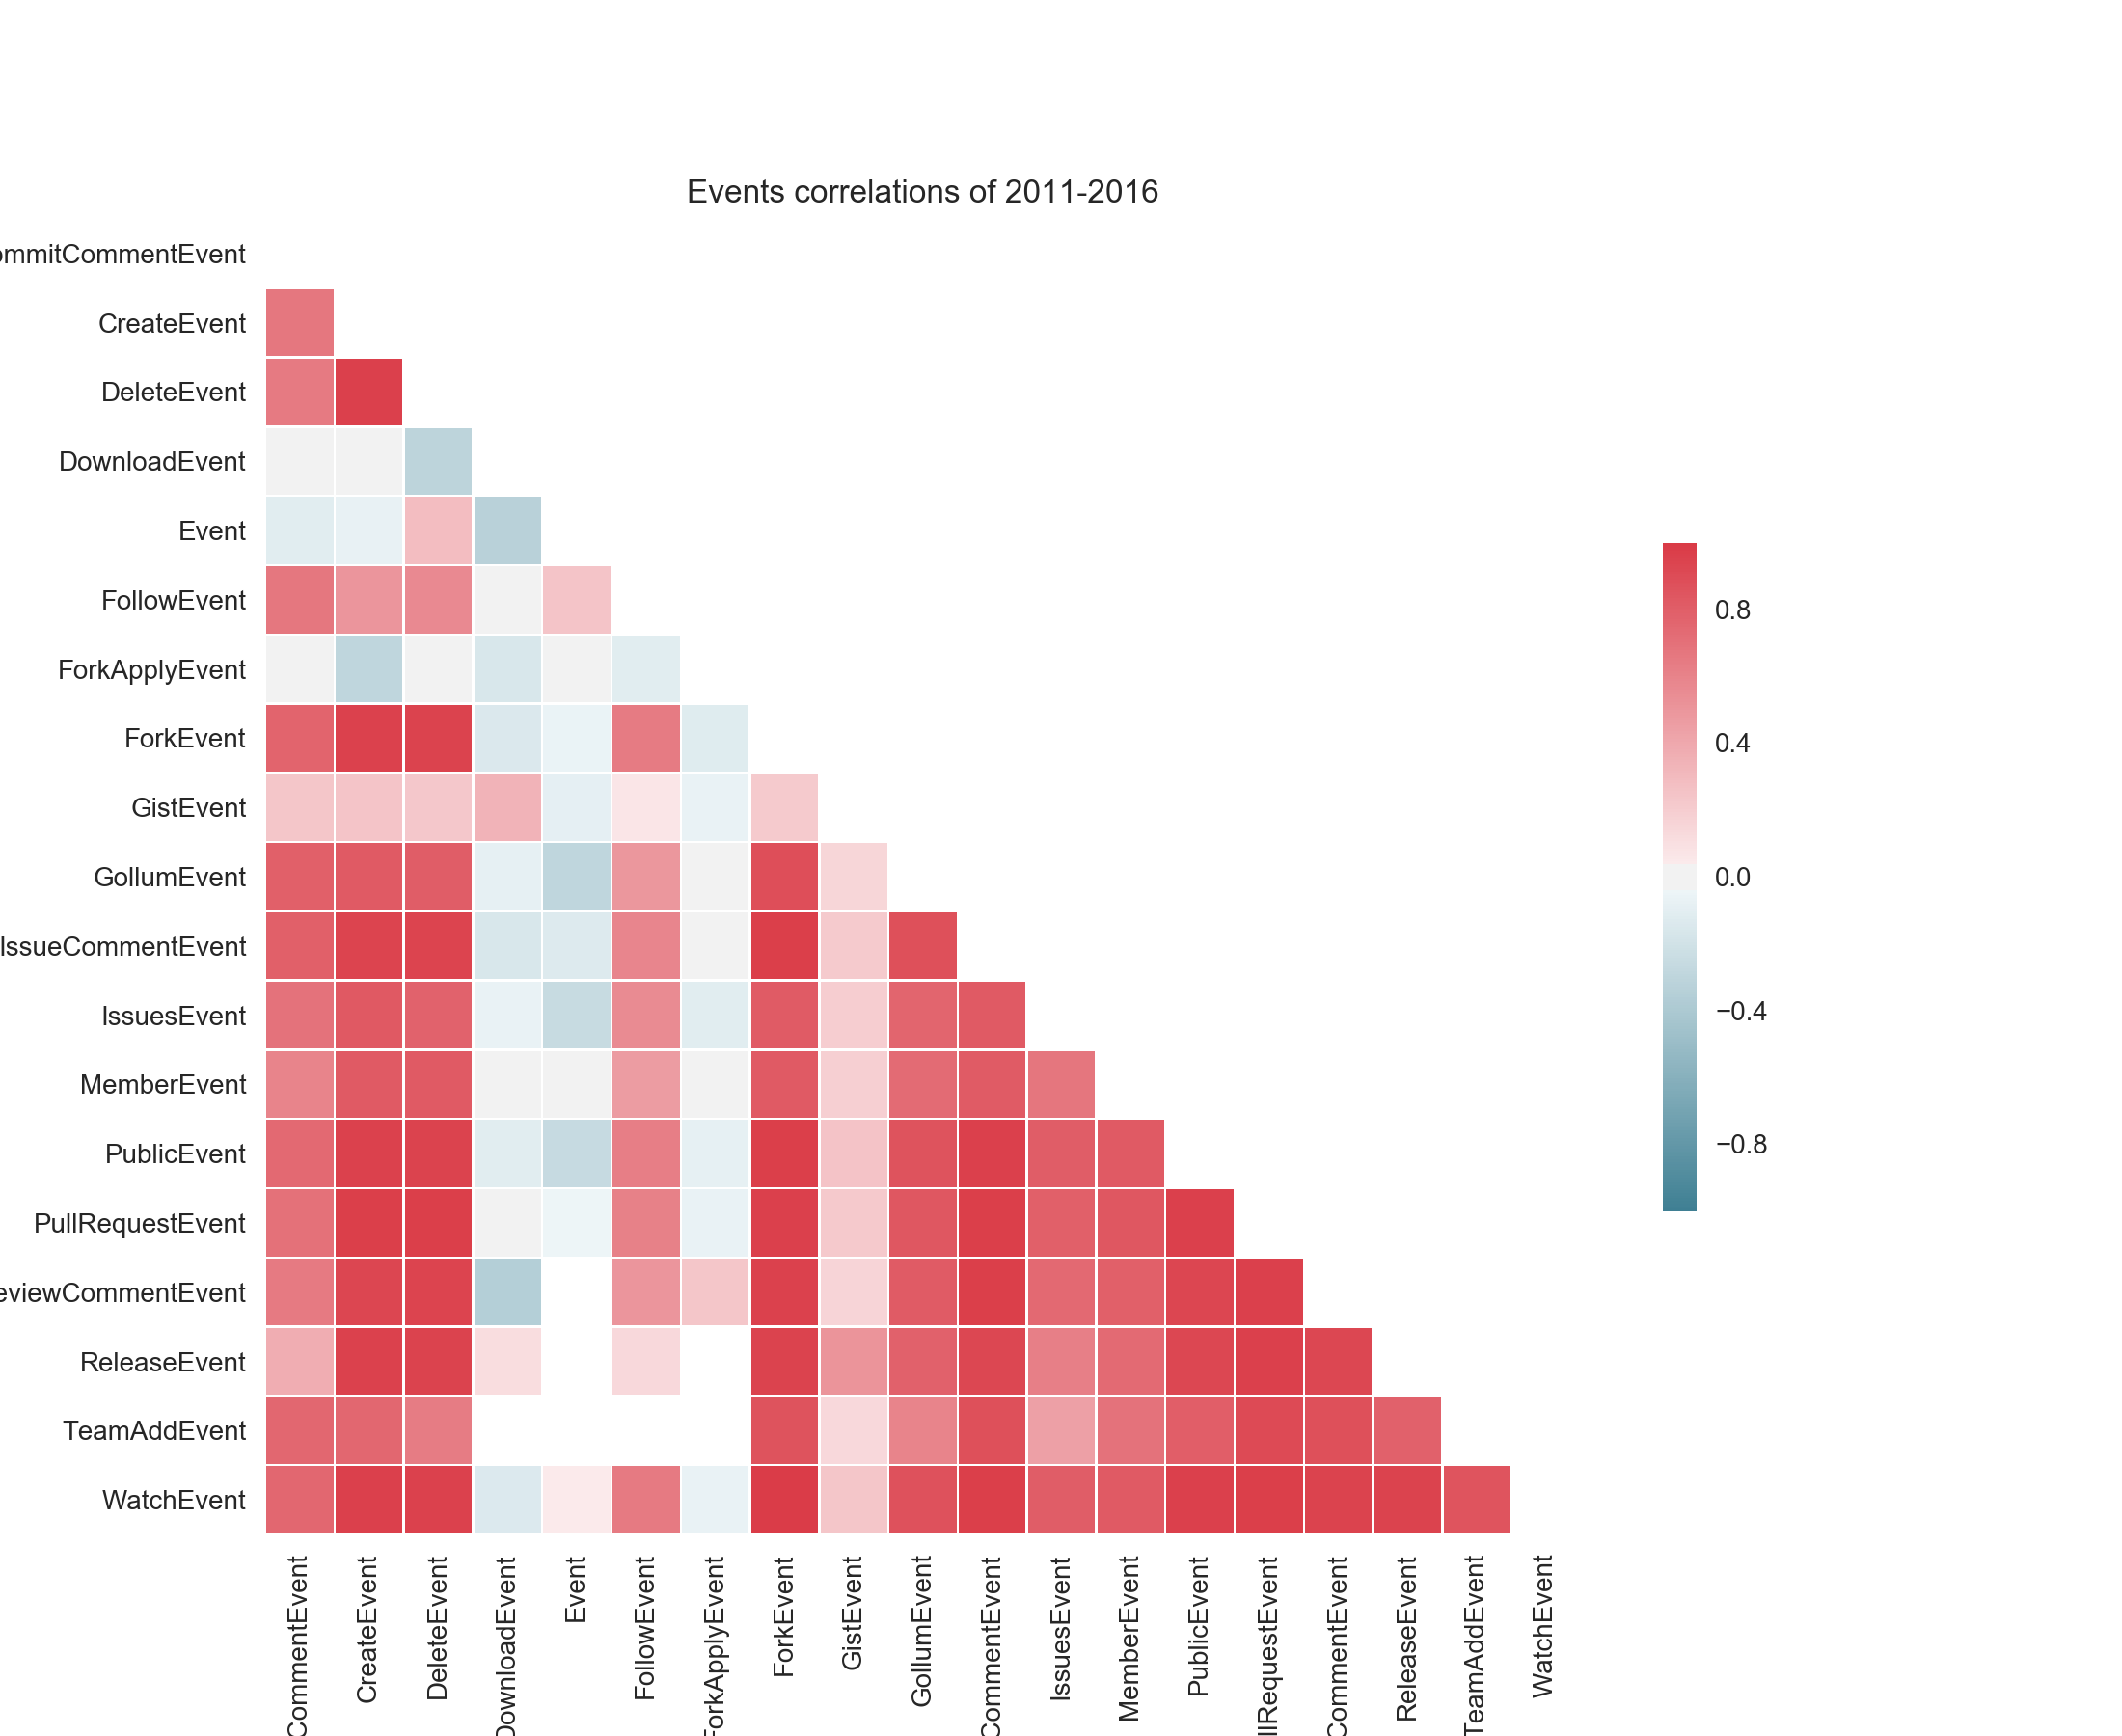 Events correlations of 2011-2016
ommitCommentEvent
CreateEvent
DeleteEvent
DownloadEvent
Event
FollowEvent
ForkApplyEvent
ForkEvent
GistEvent
GollumEvent
IssueCommentEvent
IssuesEvent
MemberEvent
PublicEvent
PullRequestEvent
eviewCommentEvent
ReleaseEvent
TeamAddEvent
WatchEvent
CommentEvent
CreateEvent
DeleteEvent
DownloadEvent
Event
FollowEvent
ForkApplyEvent
ForkEvent
GistEvent
GollumEvent
CommentEvent
IssuesEvent
MemberEvent
PublicEvent
llRequestEvent
CommentEvent
ReleaseEvent
TeamAddEvent
WatchEvent
0.8
0.4
0.0
−0.4
−0.8